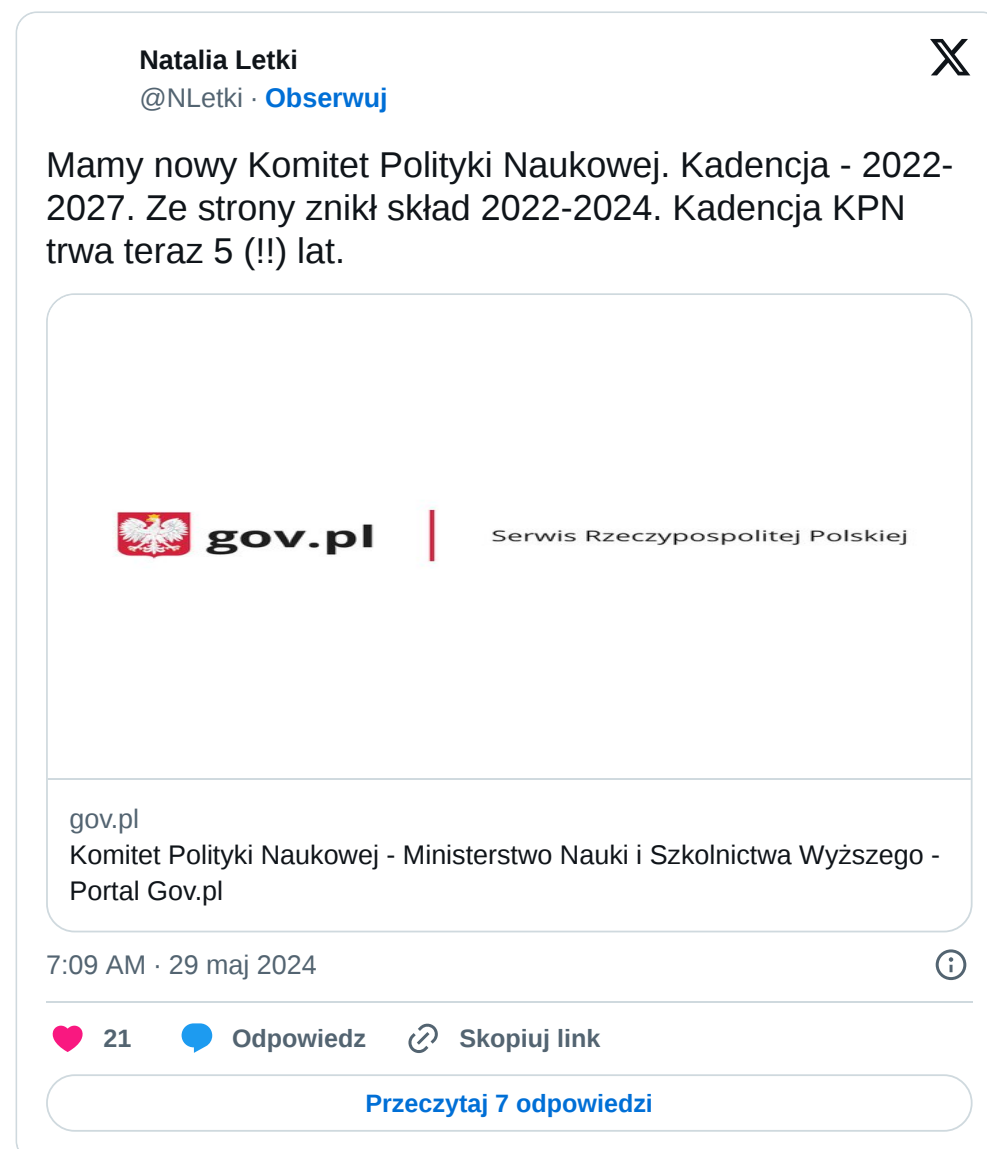 Natalia Letki
@NLetki · Obserwuj
Mamy nowy Komitet Polityki Naukowej. Kadencja - 2022-
2027. Ze strony znikł skład 2022-2024. Kadencja KPN
trwa teraz 5 (!!) lat.
gov.pl | Serwis Rzeczypospolitej Polskiej
gov.pl
Komitet Polityki Naukowej - Ministerstwo Nauki i Szkolnictwa Wyższego -
Portal Gov.pl
7:09 AM · 29 maj 2024
21 Odpowiedz Skopiuj link
Przeczytaj 7 odpowiedzi